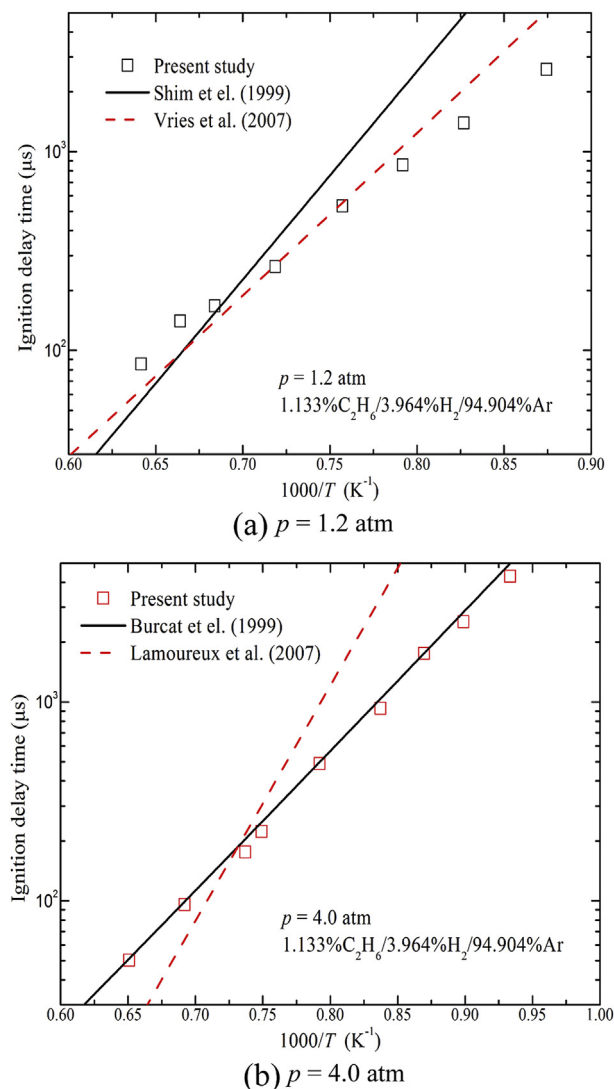 (a)
Present study
Shim et el. (1999)
Vries et al. (2007)
Ignition delay time (μs)
10³
10²
p = 1.2 atm
1.133%C₂H₆/3.964%H₂/94.904%Ar
0.60 0.65 0.70 0.75 0.80 0.85 0.90
1000/T (K⁻¹)
(a) p = 1.2 atm
Present study
Burcat et el. (1999)
Lamoureux et al. (2007)
Ignition delay time (μs)
10³
10²
p = 4.0 atm
1.133%C₂H₆/3.964%H₂/94.904%Ar
0.60 0.65 0.70 0.75 0.80 0.85 0.90 0.95 1.00
1000/T (K⁻¹)
(b) p = 4.0 atm